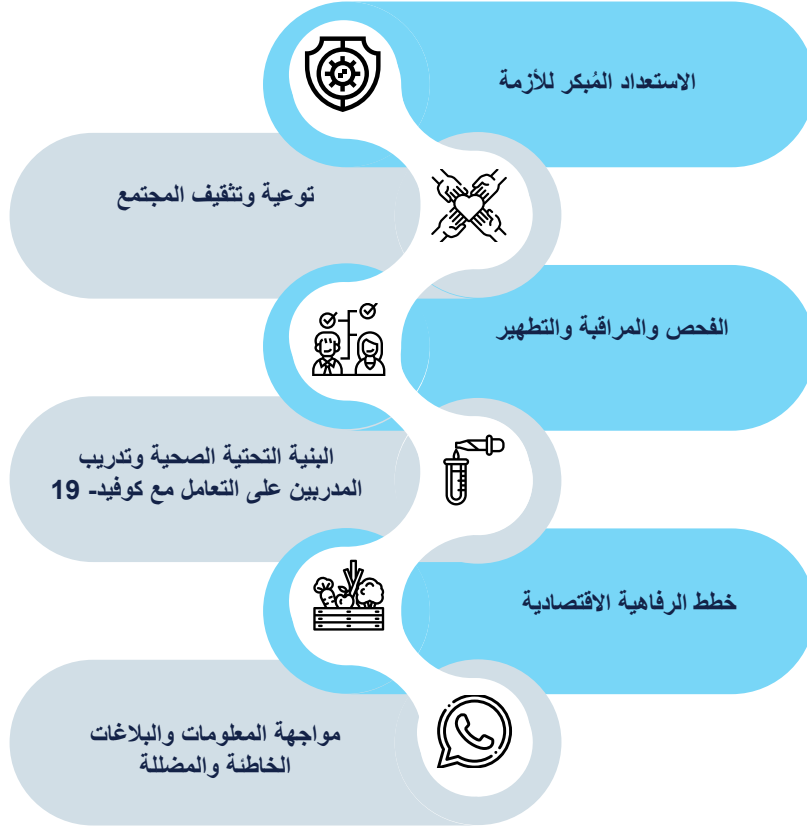 الاستعداد المُبكر للأزمة
توعية وتثقيف المجتمع
الفحص والمراقبة والتطهير
البنية التحتية الصحية وتدريب
المدربين على التعامل مع كوفيد- 19
خطط الرفاهية الاقتصادية
مواجهة المعلومات والبلاغات
الخاطئة والمضللة